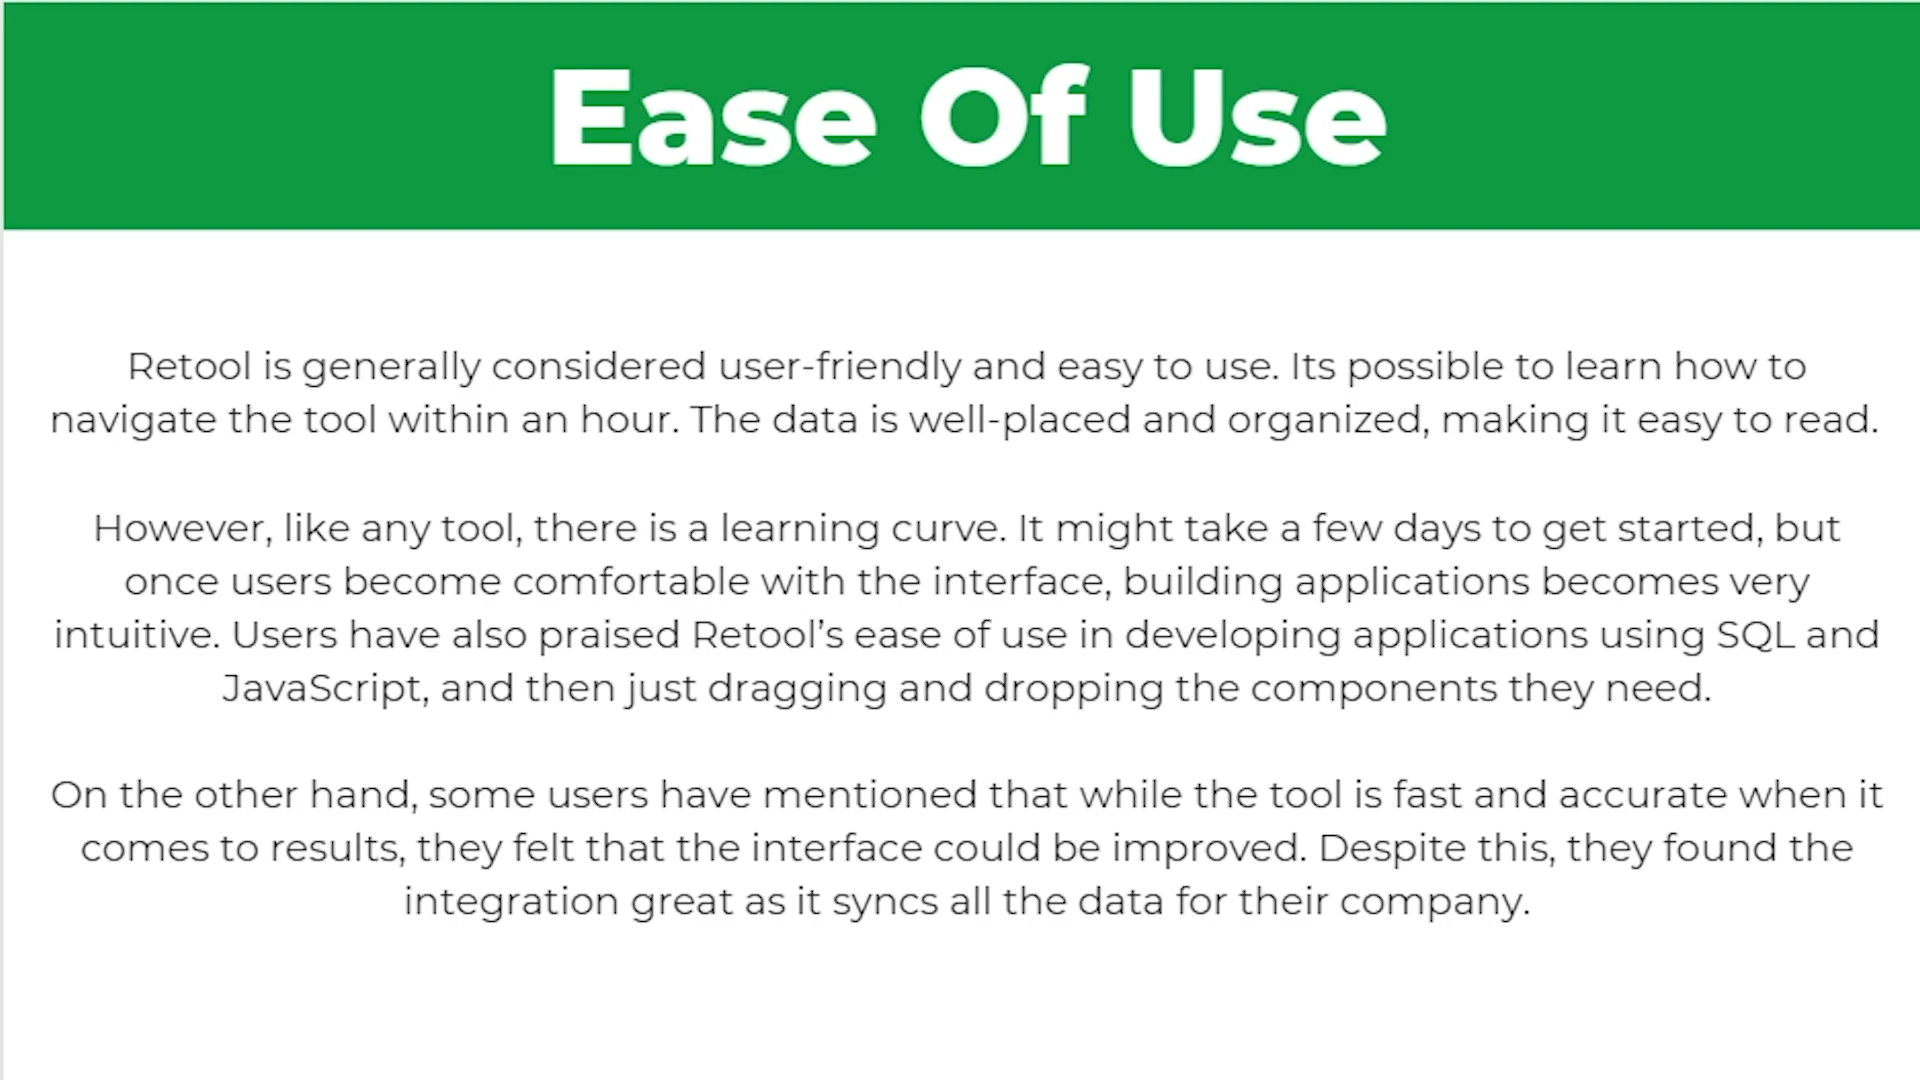 Ease Of Use
Retool is generally considered user-friendly and easy to use. Its possible to learn how to
navigate the tool within an hour. The data is well-placed and organized, making it easy to read.
However, like any tool, there is a learning curve. It might take a few days to get started, but
once users become comfortable with the interface, building applications becomes very
intuitive. Users have also praised Retool’s ease of use in developing applications using SQL and
JavaScript, and then just dragging and dropping the components they need.
On the other hand, some users have mentioned that while the tool is fast and accurate when it
comes to results, they felt that the interface could be improved. Despite this, they found the
integration great as it syncs all the data for their company.